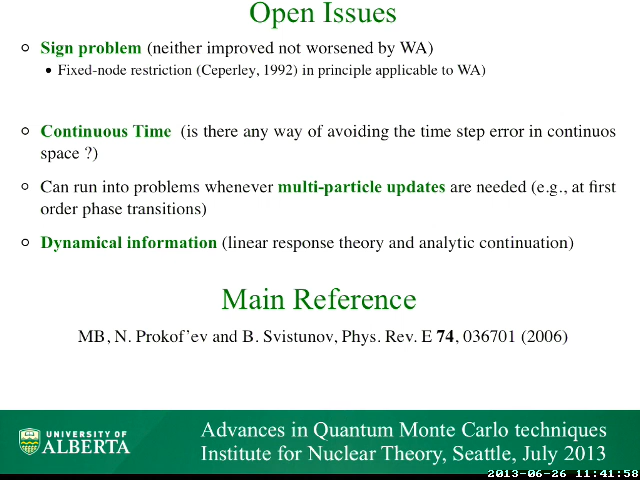 Open Issues
Sign problem (neither improved not worsened by WA)
Fixed-node restriction (Ceperley, 1992) in principle applicable to WA)
Continuous Time (is there any way of avoiding the time step error in continuos
space ?)
Can run into problems whenever multi-particle updates are needed (e.g., at first
order phase transitions)
Dynamical information (linear response theory and analytic continuation)
Main Reference
MB, N. Prokof'ev and B. Svistunov, Phys. Rev. E 74, 036701 (2006)
UNIVERSITY OF
ALBERTA
Advances in Quantum Monte Carlo techniques
Institute for Nuclear Theory, Seattle, July 2013
2013-06-26 11:41:58